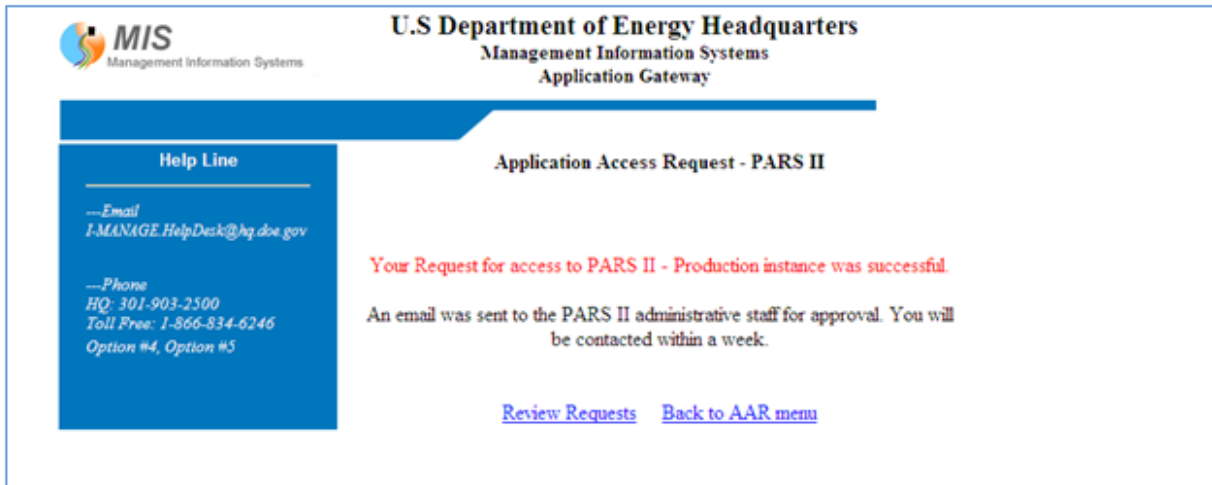 MIS
Management Information Systems
U.S Department of Energy Headquarters
Management Information Systems
Application Gateway
Help Line
---Email
I-MANAGE.HelpDesk@hq.doe.gov
---Phone
HQ: 301-903-2500
Toll Free: 1-866-834-6246
Option #4, Option #5
Application Access Request - PARS II
Your Request for access to PARS II - Production instance was successful.
An email was sent to the PARS II administrative staff for approval. You will
be contacted within a week.
Review Requests Back to AAR menu